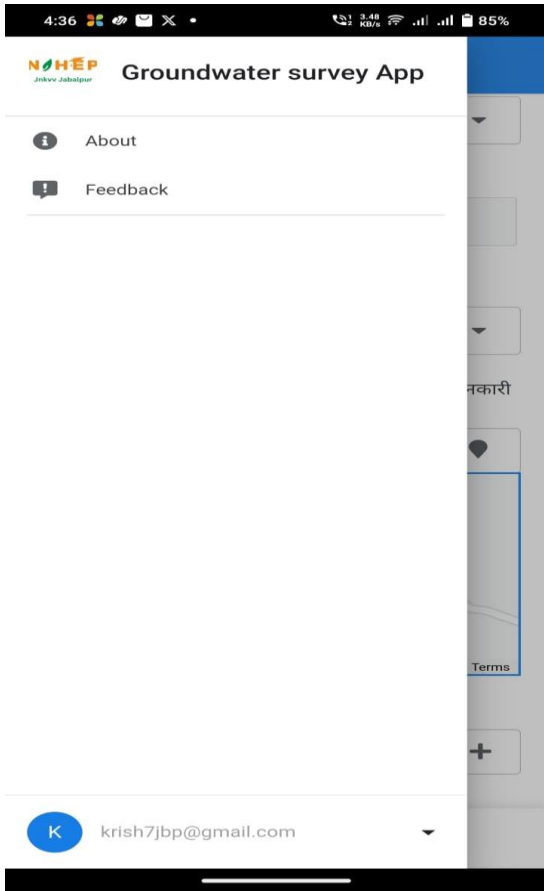 4:36
3.48 KB/s
85%
NAHEP
Jnkvv Jabalpur
Groundwater survey App
About
Feedback
नकारी
Terms
K
krish7jbp@gmail.com